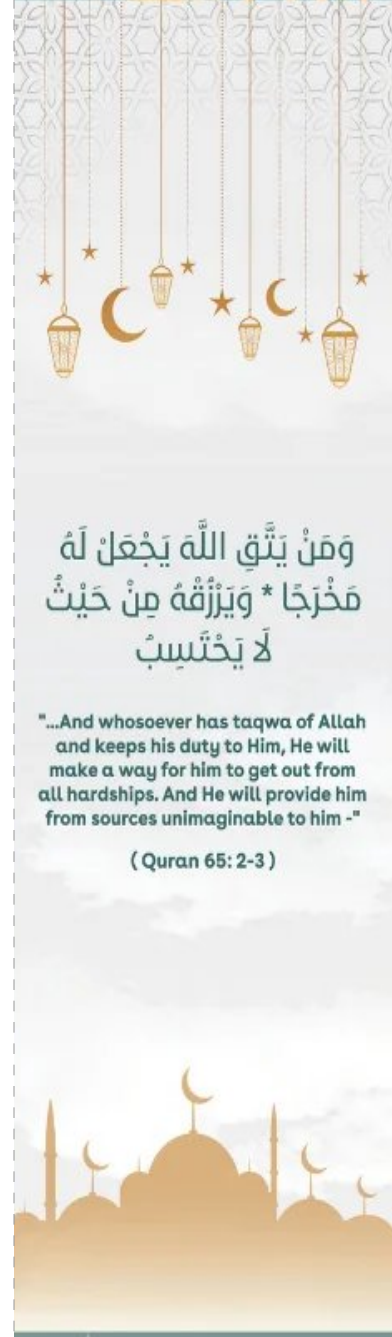 وَمَنْ يَتَّقِ اللَّهَ يَجْعَلْ لَهُ
مَخْرَجًا * وَيَرْزُقْهُ مِنْ حَيْثُ
لَا يَحْتَسِبُ
"...And whosoever has taqwa of Allah
and keeps his duty to Him, He will
make a way for him to get out from
all hardships. And He will provide him
from sources unimaginable to him -"
( Quran 65: 2-3 )